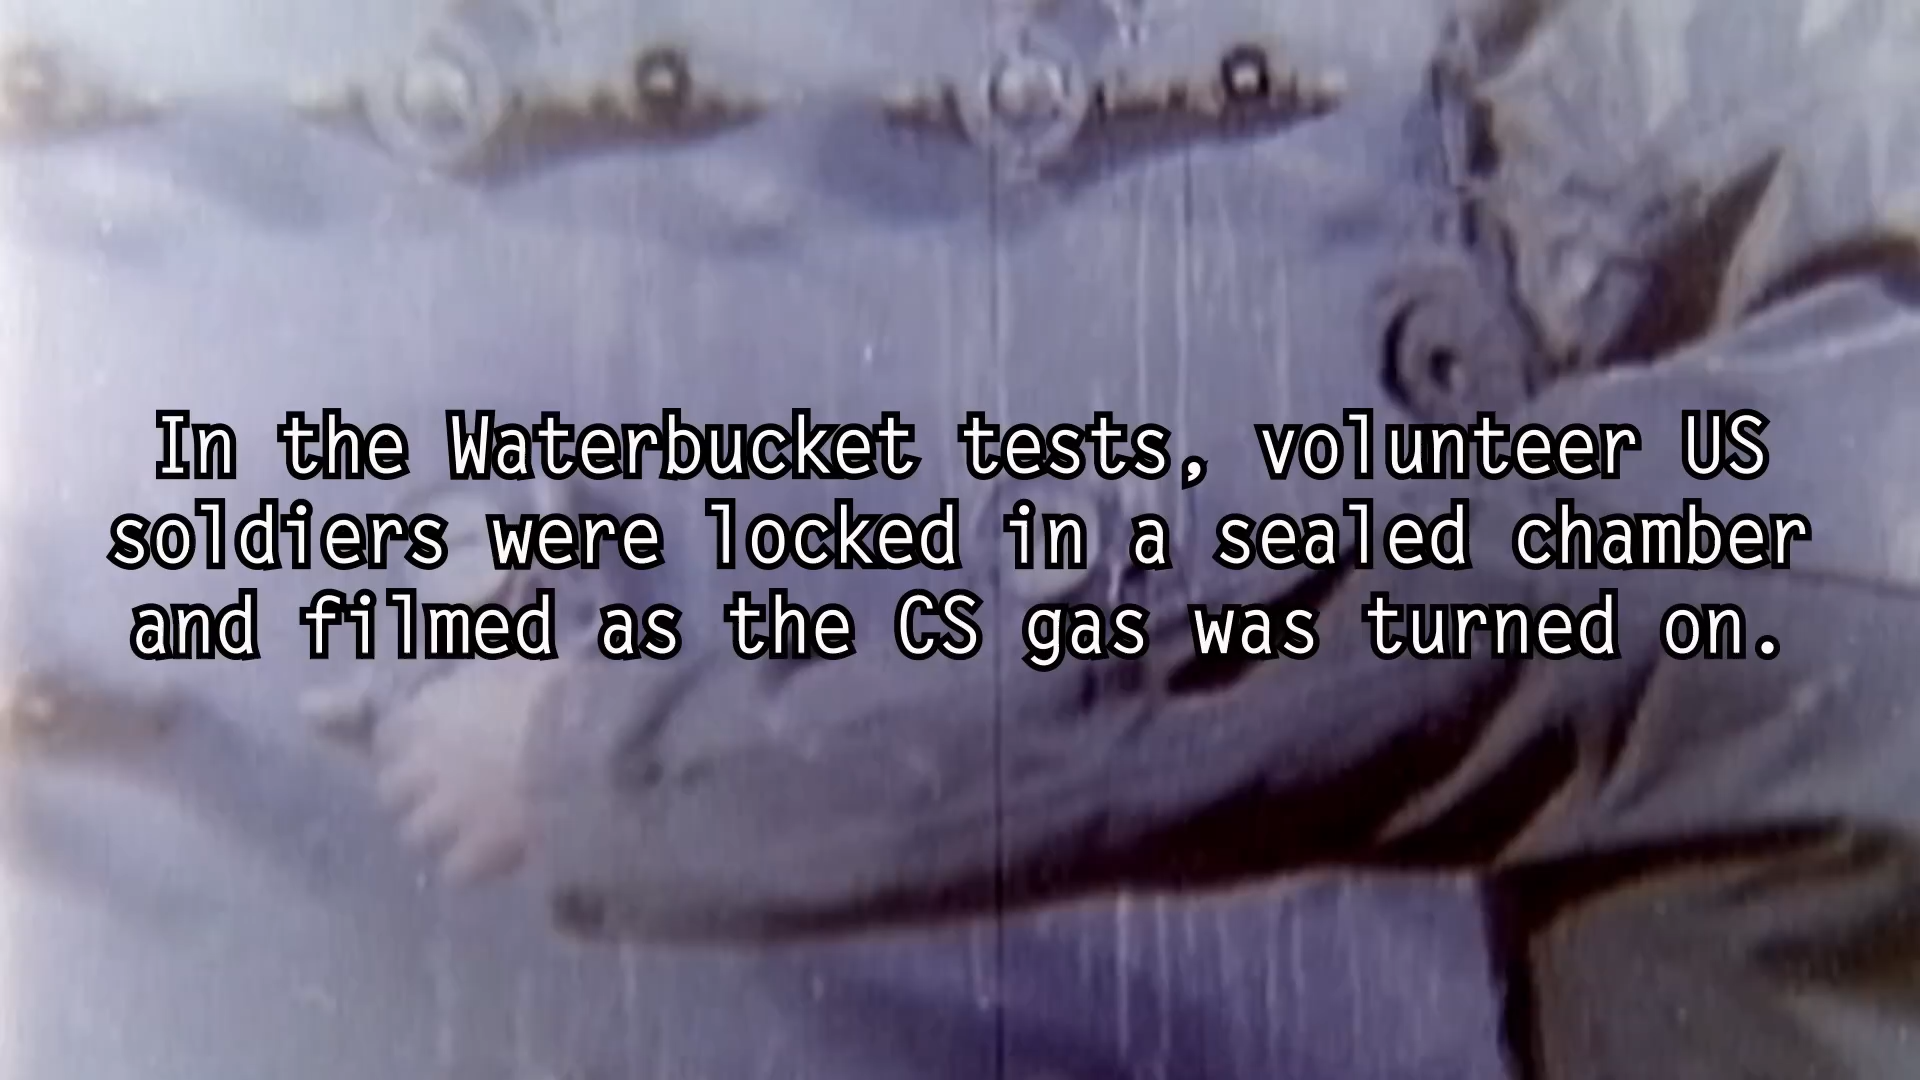 In the Waterbucket tests, volunteer US
soldiers were locked in a sealed chamber
and filmed as the CS gas was turned on.